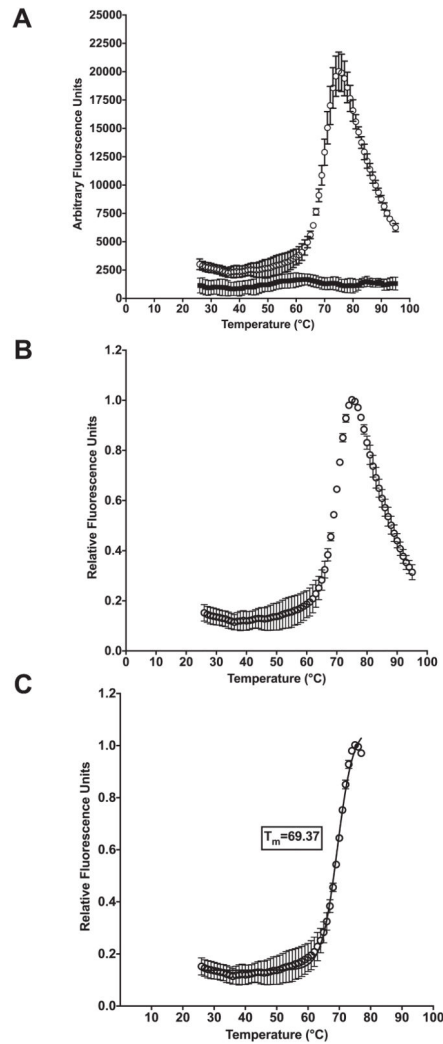 A
25000
22500
20000
17500
15000
12500
10000
7500
5000
2500
0
Arbitrary Fluorscence Units
0 10 20 30 40 50 60 70 80 90 100
Temperature (°C)
B
1.2
1.0
0.8
0.6
0.4
0.2
0.0
Relative Fluorescence Units
0 10 20 30 40 50 60 70 80 90 100
Temperature (°C)
C
1.2
1.0
0.8
0.6
0.4
0.2
0.0
Relative Fluorescence Units
Tm=69.37
10 20 30 40 50 60 70 80 90 100
Temperature (°C)